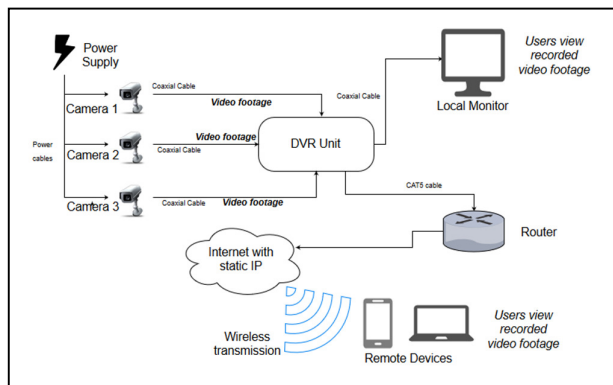 Power
Supply
Camera 1
Coaxial Cable
Video footage
Power
cables
Camera 2
Video footage
Coaxial Cable
Camera 3
Coaxial Cable
Video footage
DVR Unit
Coaxial Cable
Local Monitor
Users view
recorded
video footage
CAT5 cable
Router
Internet with
static IP
Wireless
transmission
Remote Devices
Users view
recorded
video footage